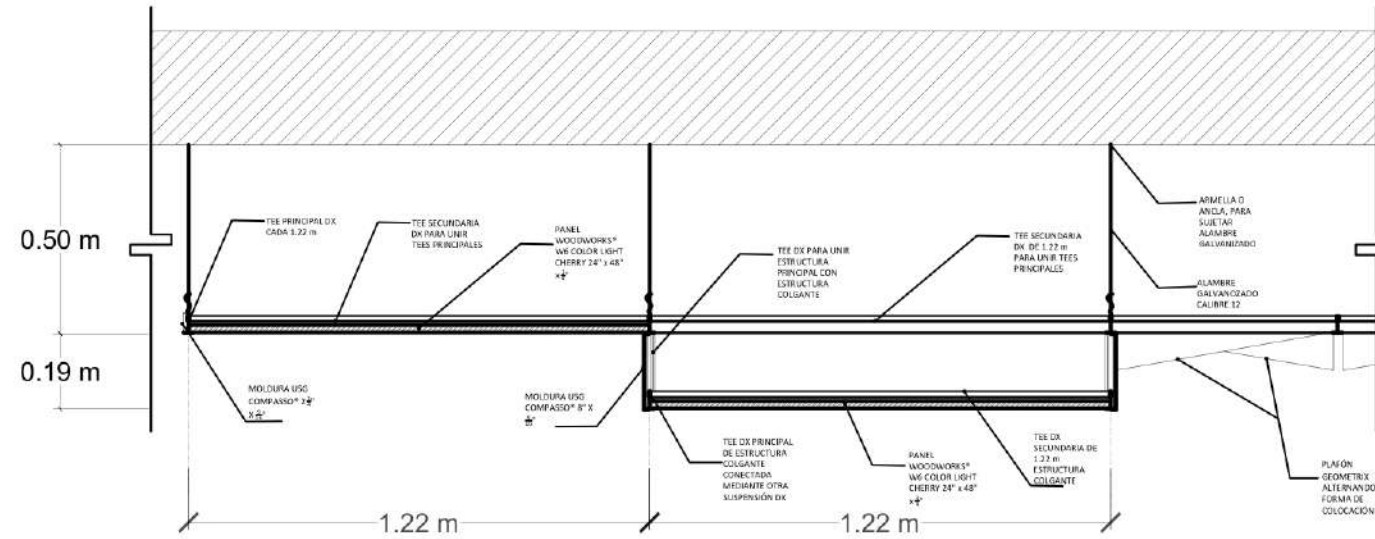 0.50 m
0.19 m
TEE PRINCIPAL DX
CADA 1.22 m
TEE SECUNDARIA
DX PARA UNIR
TEES PRINCIPALES
PANEL
WOODWORKS®
W6 COLOR LIGHT
CHERRY 24" x 48"
TEE DX PARA UNIR
ESTRUCTURA
PRINCIPAL CON
ESTRUCTURA
COLGANTE
TEE SECUNDARIA
DX DE 1.22 m
PARA UNIR TEES
PRINCIPALES
ARMELLA O
ANCLA, PARA
SUJETAR
ALAMBRE
GALVANIZADO
ALAMBRE
GALVANOZADO
CALIBRE 12
MOLDURA USG
COMPASSO®
MOLDURA USG
COMPASSO® 8" X
TEE DX PRINCIPAL
DE ESTRUCTURA
COLGANTE
CONECTADA
MEDIANTE OTRA
SUSPENSIÓN DX
PANEL
WOODWORKS®
W6 COLOR LIGHT
CHERRY 24" x 48"
TEE DX
SECUNDARIA DE
1.22 m
ESTRUCTURA
COLGANTE
PLAFÓN
GEOMETRIX
ALTERNANDO
FORMA DE
COLOCACIÓN
1.22 m
1.22 m